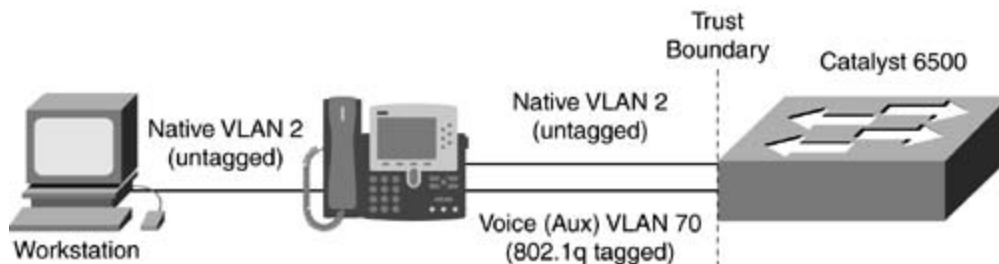 Trust
Boundary
Catalyst 6500
Native VLAN 2
(untagged)
Native VLAN 2
(untagged)
Voice (Aux) VLAN 70
(802.1q tagged)
Workstation